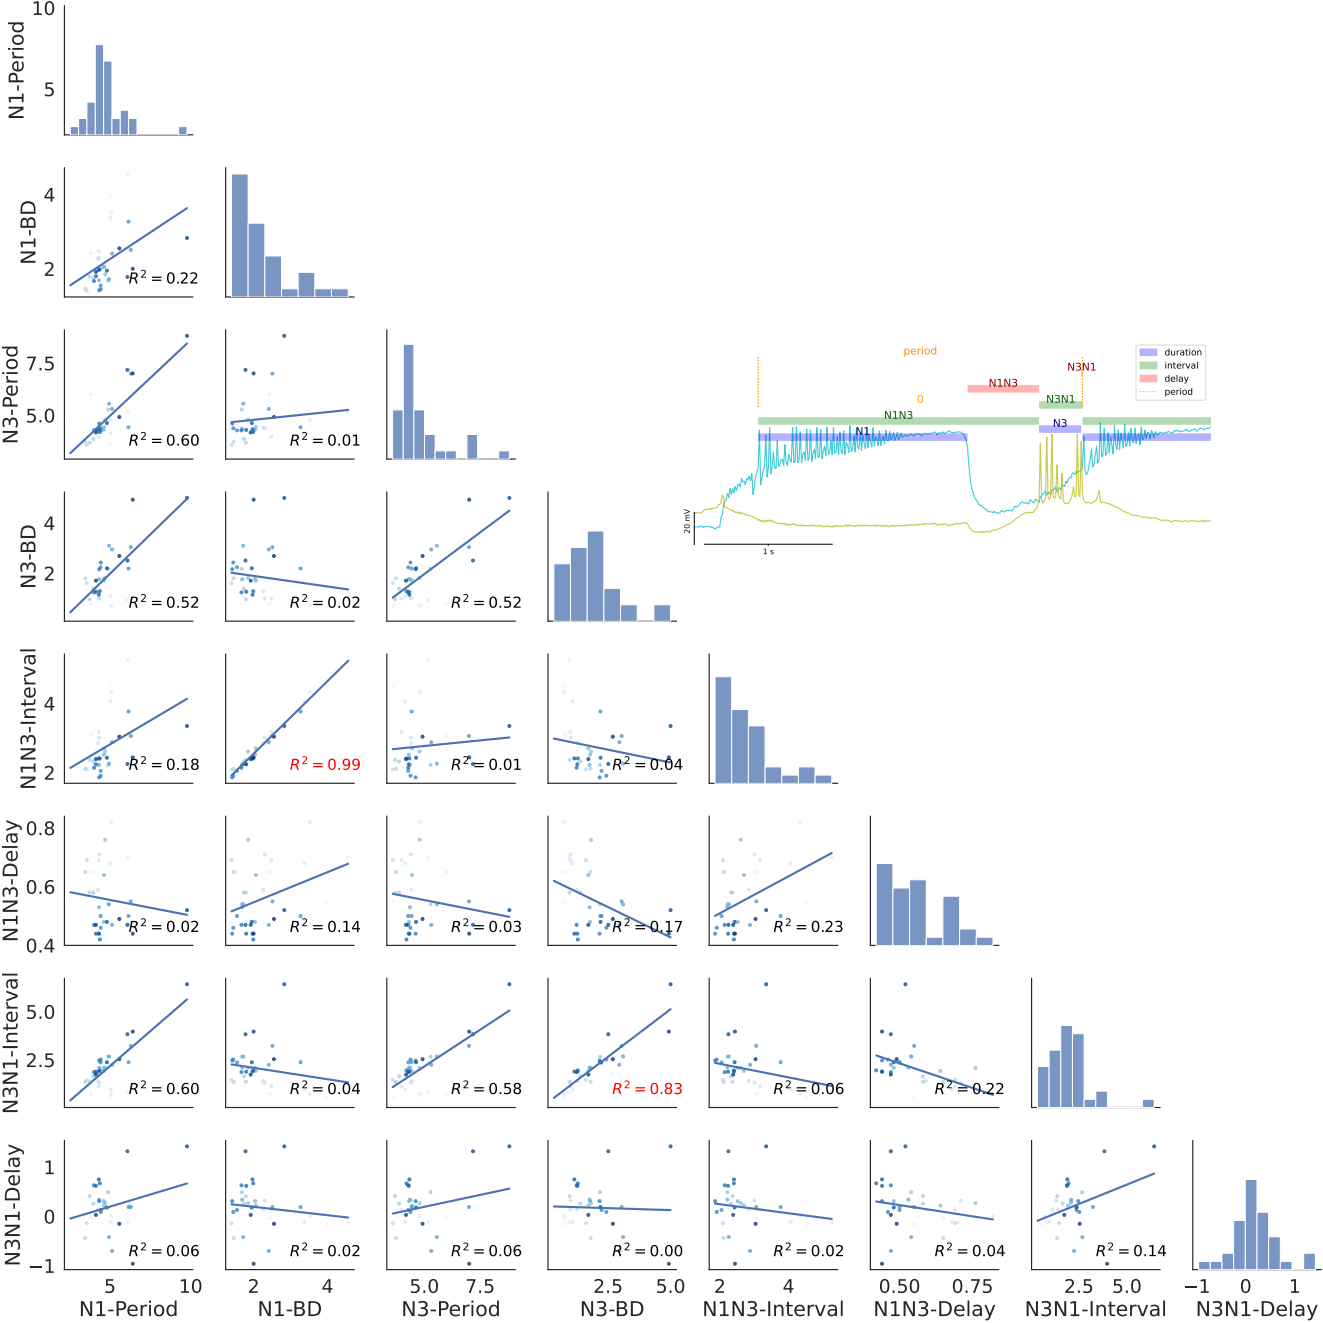 10
5
N1-Period
4
2
N1-BD
R² = 0.22
7.5
5.0
N3-Period
R² = 0.60
R² = 0.01
period
N3N1
N1N3
0
N3N1
N1N3
N3
N1
duration
interval
delay
period
20 mV
1 s
4
2
N3-BD
R² = 0.52
R² = 0.02
R² = 0.52
4
2
N1N3-Interval
R² = 0.18
R² = 0.99
R² = 0.01
R² = 0.04
0.8
0.6
0.4
N1N3-Delay
R² = 0.02
R² = 0.14
R² = 0.03
R² = 0.17
R² = 0.23
5.0
2.5
N3N1-Interval
R² = 0.60
R² = 0.04
R² = 0.58
R² = 0.83
R² = 0.06
R² = 0.22
1
0
−1
N3N1-Delay
R² = 0.06
R² = 0.02
R² = 0.06
R² = 0.00
R² = 0.02
R² = 0.04
R² = 0.14
5 10
2 4
5.0 7.5
2.5 5.0
2 4
0.50 0.75
2.5 5.0
−1 0 1
N1-Period
N1-BD
N3-Period
N3-BD
N1N3-Interval
N1N3-Delay
N3N1-Interval
N3N1-Delay